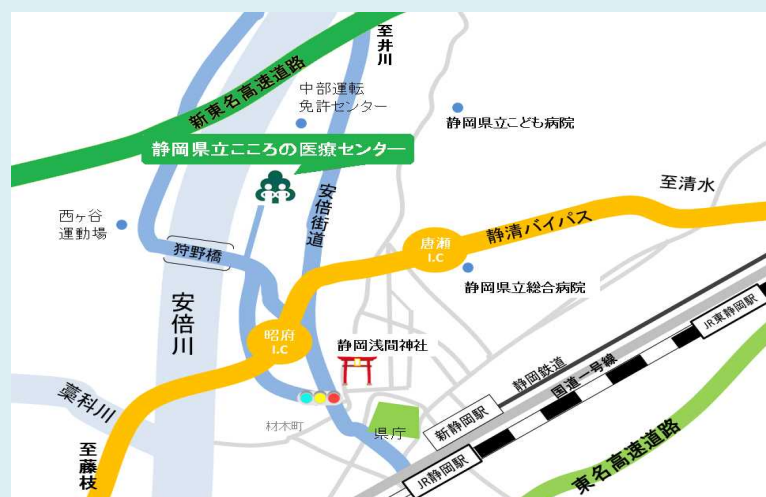 至井川
新東名高速道路
中部運転
免許センター
静岡県立こども病院
静岡県立こころの医療センター
安倍街道
至清水
西ヶ谷
運動場
唐瀬
I.C
静清バイパス
狩野橋
静岡県立総合病院
安倍川
昭府
I.C
静岡浅間神社
JR東静岡駅
静岡鉄道
国道一号線
藁科川
材木町
県庁
新静岡駅
至藤枝
JR静岡駅
東名高速道路